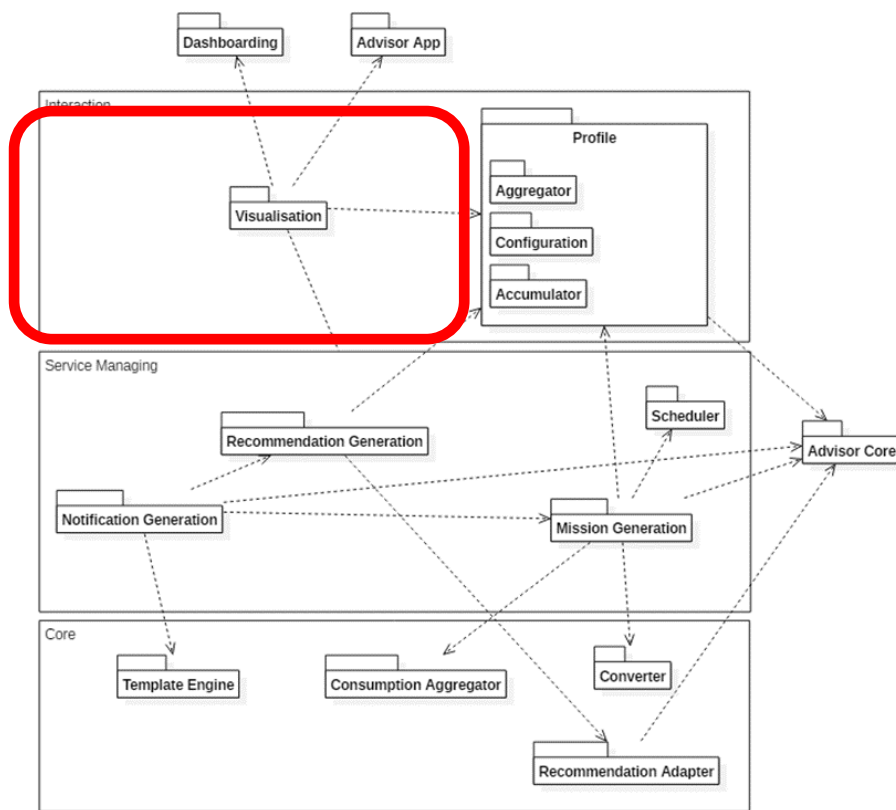 Dashboarding
Advisor App
Interaction
Profile
Aggregator
Visualisation
Configuration
Accumulator
Service Managing
Scheduler
Recommendation Generation
Advisor Core
Notification Generation
Mission Generation
Core
Template Engine
Consumption Aggregator
Converter
Recommendation Adapter